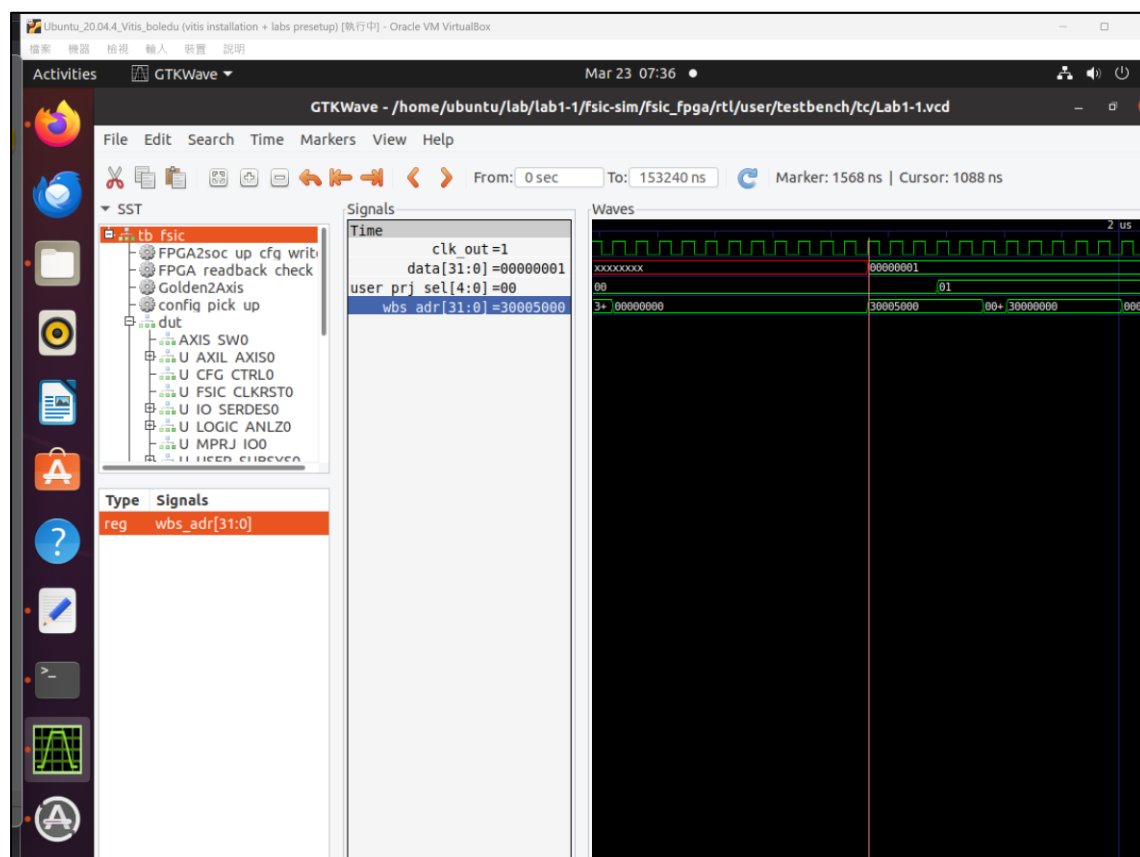 Ubuntu_20.04.4_Vitis_boledu (vitis installation + labs presetup) [執行中] - Oracle VM VirtualBox
檔案 機器 檢視 輸入 裝置 說明
Activities GTKWave Mar 23 07:36
GTKWave - /home/ubuntu/lab/lab1-1/fsic-sim/fsic_fpga/rtl/user/testbench/tc/Lab1-1.vcd
File Edit Search Time Markers View Help
From: 0 sec To: 153240 ns Marker: 1568 ns | Cursor: 1088 ns
SST
tb_fsic
FPGA2soc_up_cfg_write
FPGA_readback_check
Golden2Axis
config_pick_up
dut
AXIS_SW0
U_AXIL_AXIS0
U_CFG_CTRL0
U_FSIC_CLKRST0
U_IO_SERDES0
U_LOGIC_ANLZ0
U_MPRJ_IO0
U_USER_SUBSYS0
Type Signals
reg wbs_adr[31:0]
Signals
Time
clk_out=1
data[31:0]=00000001
user_prj_sel[4:0]=00
wbs_adr[31:0]=30005000
Waves
2 us
xxxxxxxx 00000001
00 01
3+ 00000000 30005000 00+ 30000000 000